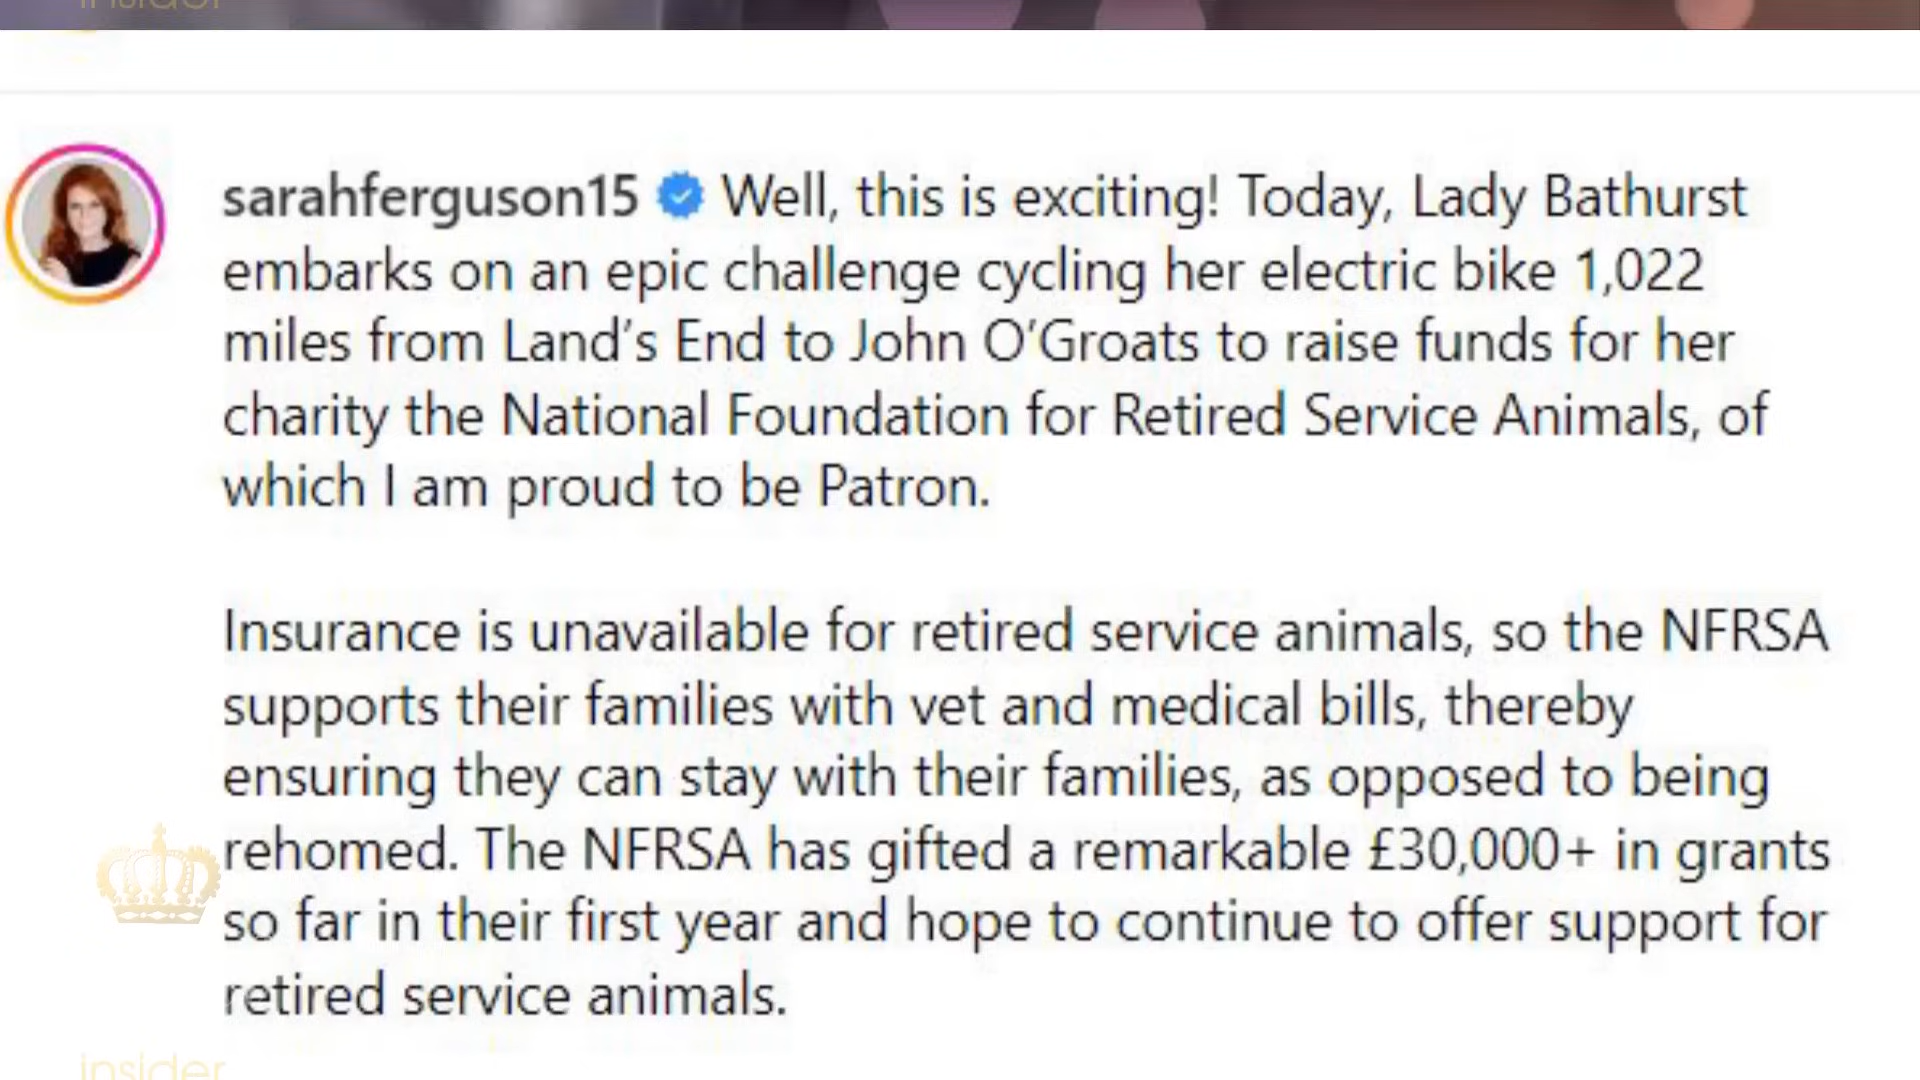 insider
sarahferguson15 Well, this is exciting! Today, Lady Bathurst
embarks on an epic challenge cycling her electric bike 1,022
miles from Land’s End to John O’Groats to raise funds for her
charity the National Foundation for Retired Service Animals, of
which I am proud to be Patron.
Insurance is unavailable for retired service animals, so the NFRSA
supports their families with vet and medical bills, thereby
ensuring they can stay with their families, as opposed to being
rehomed. The NFRSA has gifted a remarkable £30,000+ in grants
so far in their first year and hope to continue to offer support for
retired service animals.
insider